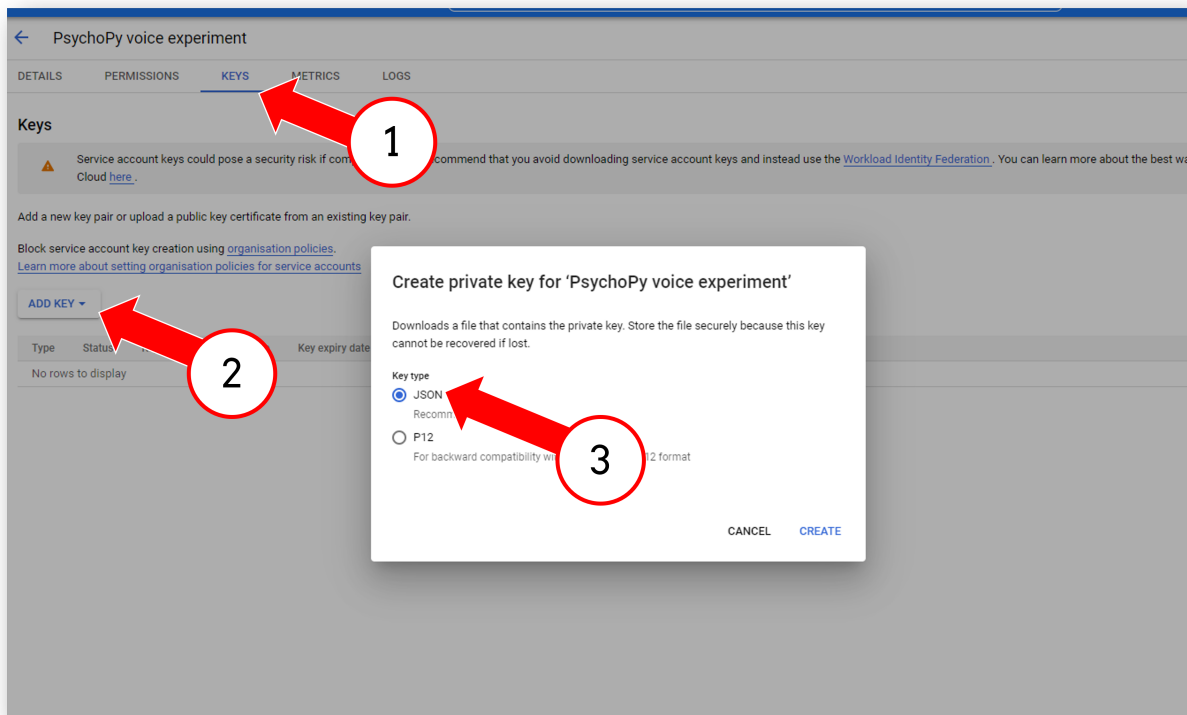 PsychoPy voice experiment
DETAILS PERMISSIONS KEYS METRICS LOGS
Keys
1
Service account keys could pose a security risk if commend that you avoid downloading service account keys and instead use the Workload Identity Federation . You can learn more about the best
Cloud here .
Add a new key pair or upload a public key certificate from an existing key pair.
Block service account key creation using organisation policies.
Learn more about setting organisation policies for service accounts
ADD KEY
2
Type Status Key expiry date
No rows to display
Create private key for ‘PsychoPy voice experiment’
Downloads a file that contains the private key. Store the file securely because this key
cannot be recovered if lost.
Key type
JSON
3
P12
For backward compatibility 12 format
CANCEL CREATE